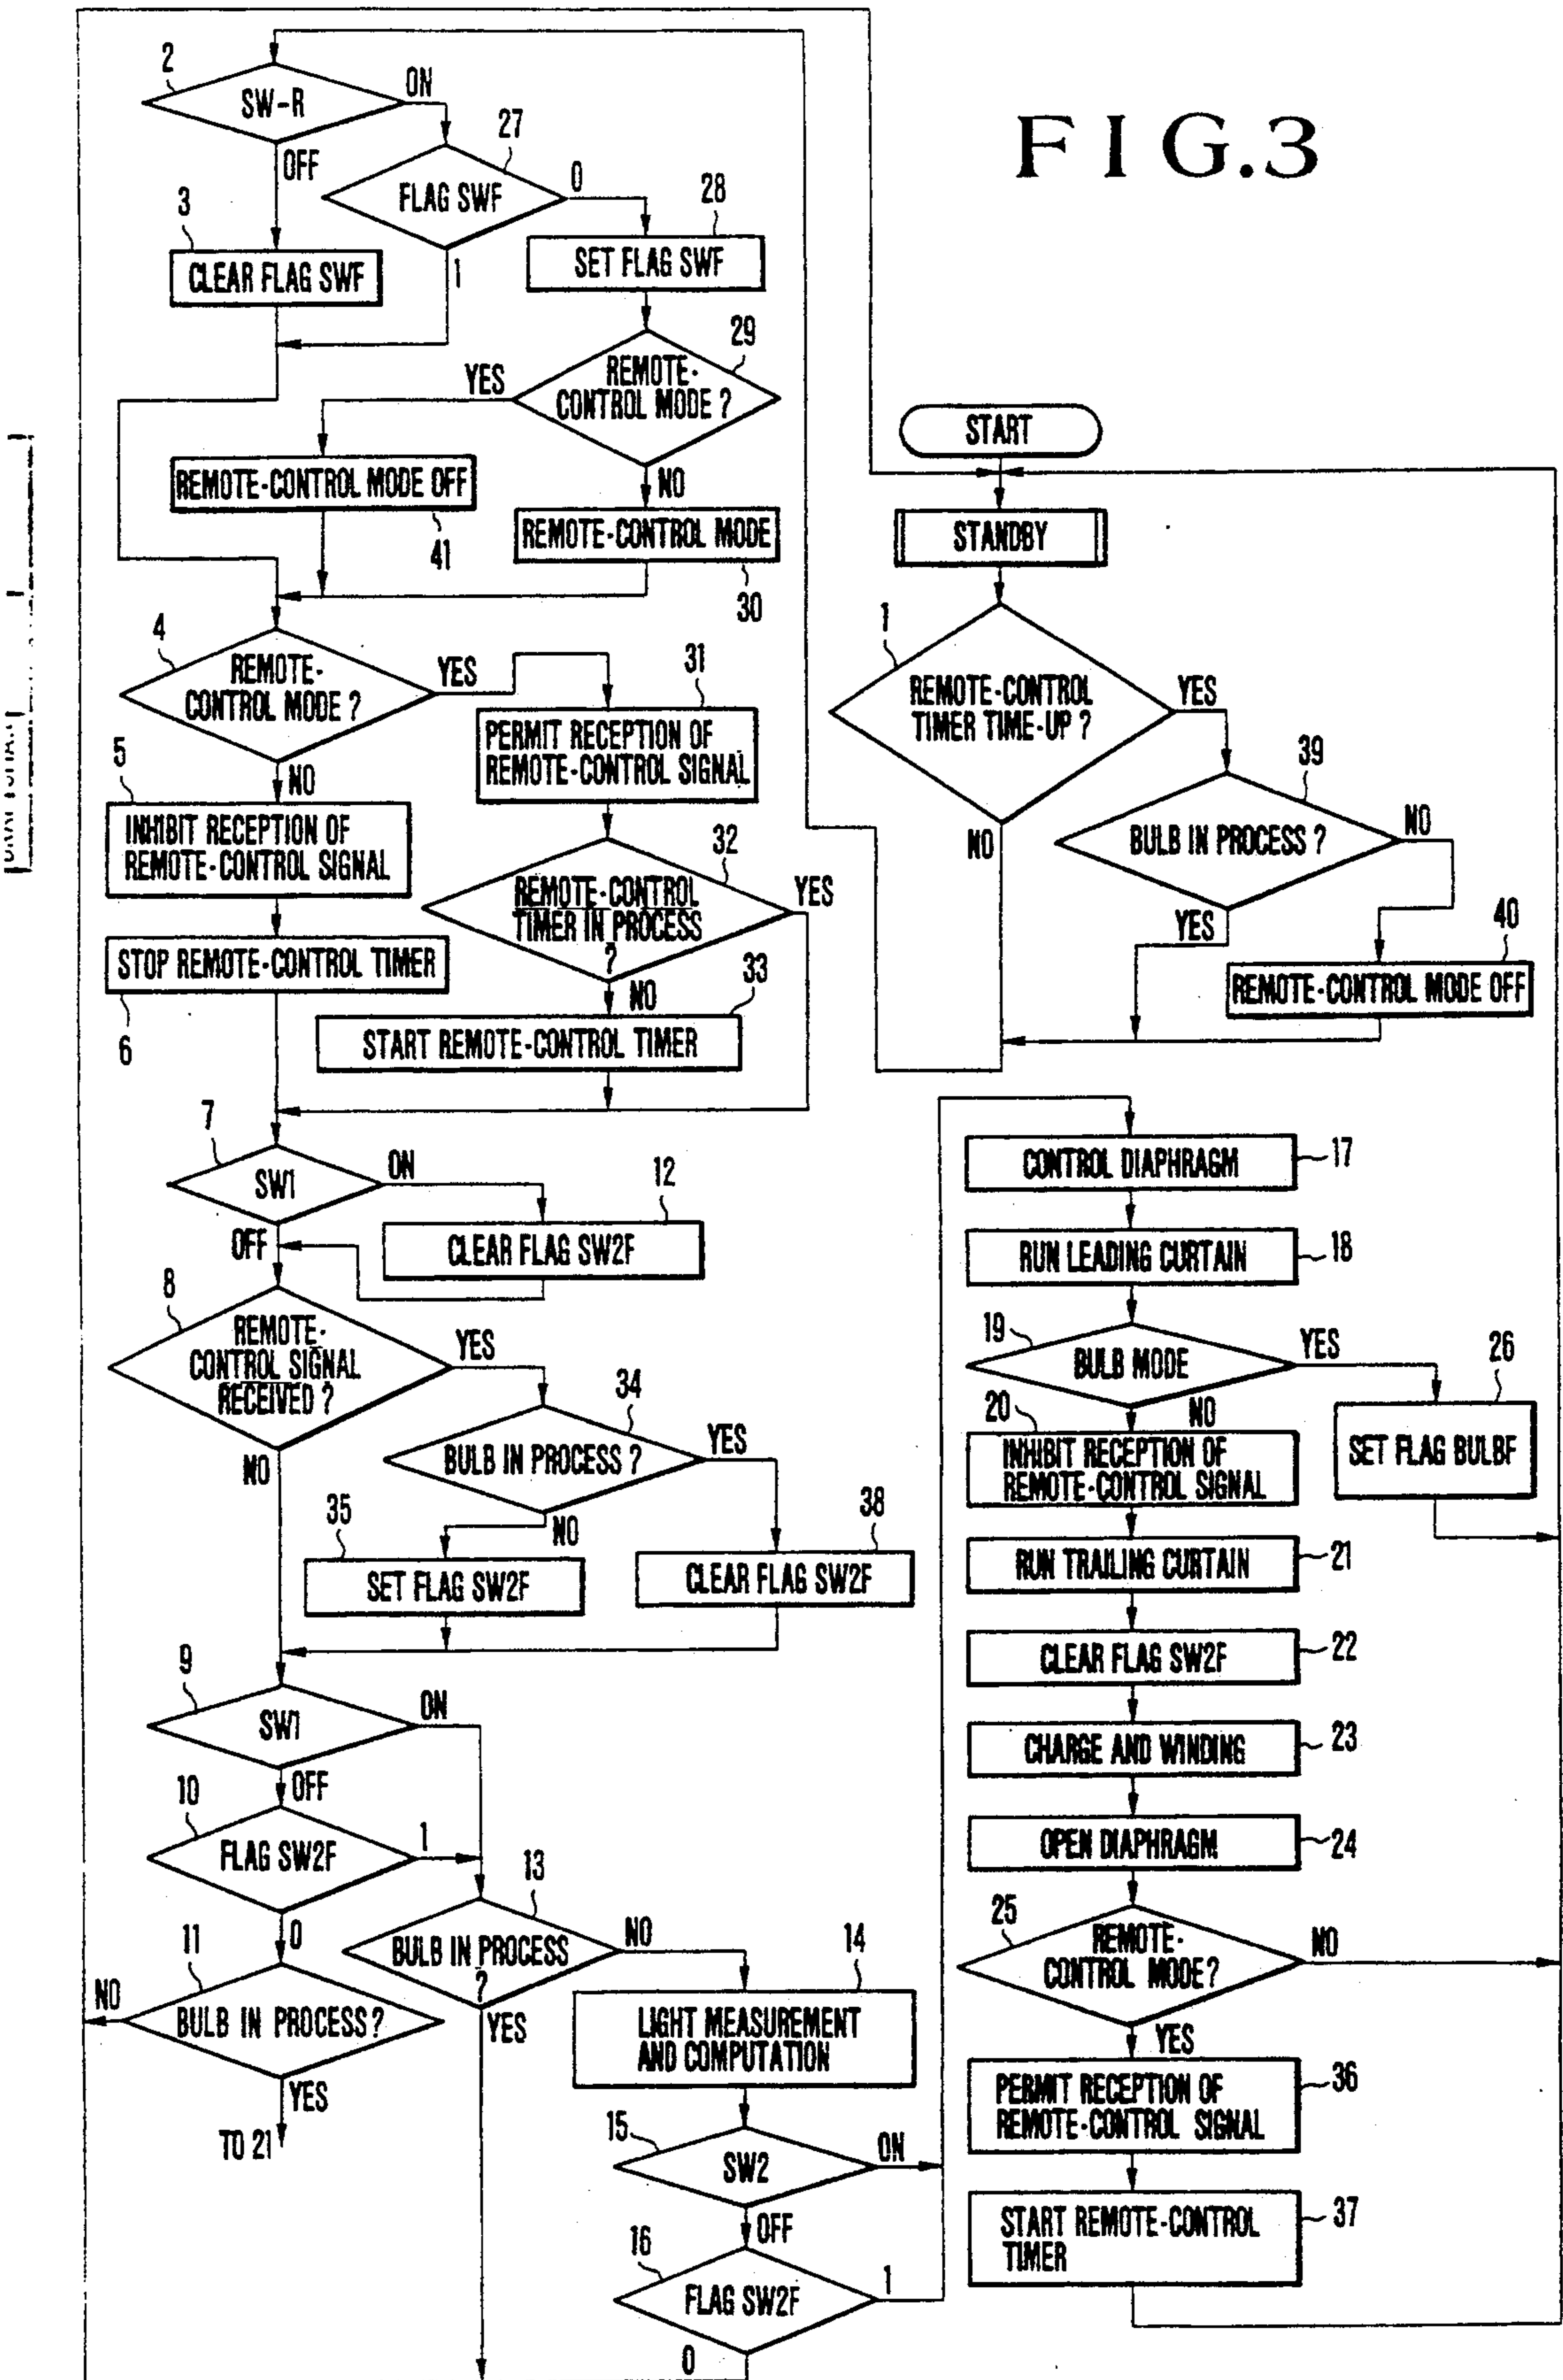 FIG.3
2
SW-R
ON
OFF
27
FLAG SWF
0
1
3
CLEAR FLAG SWF
28
SET FLAG SWF
29
REMOTE-
CONTROL MODE ?
YES
NO
REMOTE-CONTROL MODE OFF
41
REMOTE-CONTROL MODE
30
4
REMOTE-
CONTROL MODE ?
YES
NO
31
PERMIT RECEPTION OF
REMOTE-CONTROL SIGNAL
5
INHIBIT RECEPTION OF
REMOTE-CONTROL SIGNAL
32
REMOTE-CONTROL
TIMER IN PROCESS
?
YES
NO
STOP REMOTE-CONTROL TIMER
6
33
START REMOTE-CONTROL TIMER
7
SW1
ON
OFF
12
CLEAR FLAG SW2F
8
REMOTE-
CONTROL SIGNAL
RECEIVED ?
YES
NO
34
BULB IN PROCESS ?
YES
NO
35
SET FLAG SW2F
38
CLEAR FLAG SW2F
9
SW1
ON
OFF
10
FLAG SW2F
1
0
11
BULB IN PROCESS?
NO
YES
TO 21
13
BULB IN PROCESS
?
NO
YES
14
LIGHT MEASUREMENT
AND COMPUTATION
15
SW2
ON
OFF
16
FLAG SW2F
1
0
START
STANDBY
1
REMOTE-CONTROL
TIMER TIME-UP ?
YES
NO
39
BULB IN PROCESS ?
NO
YES
40
REMOTE-CONTROL MODE OFF
CONTROL DIAPHRAGM
17
RUN LEADING CURTAIN
18
19
BULB MODE
YES
NO
26
SET FLAG BULBF
20
INHIBIT RECEPTION OF
REMOTE-CONTROL SIGNAL
RUN TRAILING CURTAIN
21
CLEAR FLAG SW2F
22
CHARGE AND WINDING
23
OPEN DIAPHRAGM
24
25
REMOTE-
CONTROL MODE?
NO
YES
PERMIT RECEPTION OF
REMOTE-CONTROL SIGNAL
36
START REMOTE-CONTROL
TIMER
37